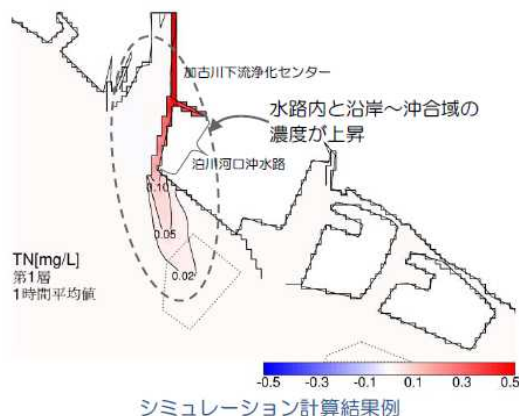 加古川下流浄化センター
水路内と沿岸～沖合域の
濃度が上昇
泊川河口沖水路
0.10
0.05
0.02
TN[mg/L]
第1層
1時間平均値
-0.5 -0.3 -0.1 0.1 0.3 0.5
シミュレーション計算結果例